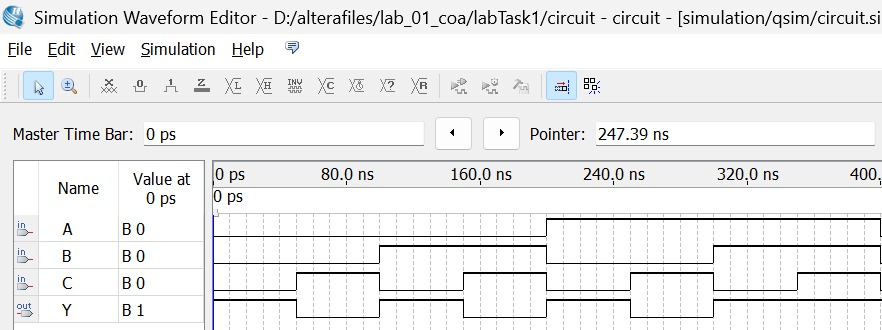 Simulation Waveform Editor - D:/alterafiles/lab_01_coa/labTask1/circuit - circuit - [simulation/qsim/circuit.si
File Edit View Simulation Help
Master Time Bar: 0 ps Pointer: 247.39 ns
Name Value at 0 ps
0 ps 80.0 ns 160.0 ns 240.0 ns 320.0 ns 400.
0 ps
in A B 0
in B B 0
in C B 0
out Y B 1